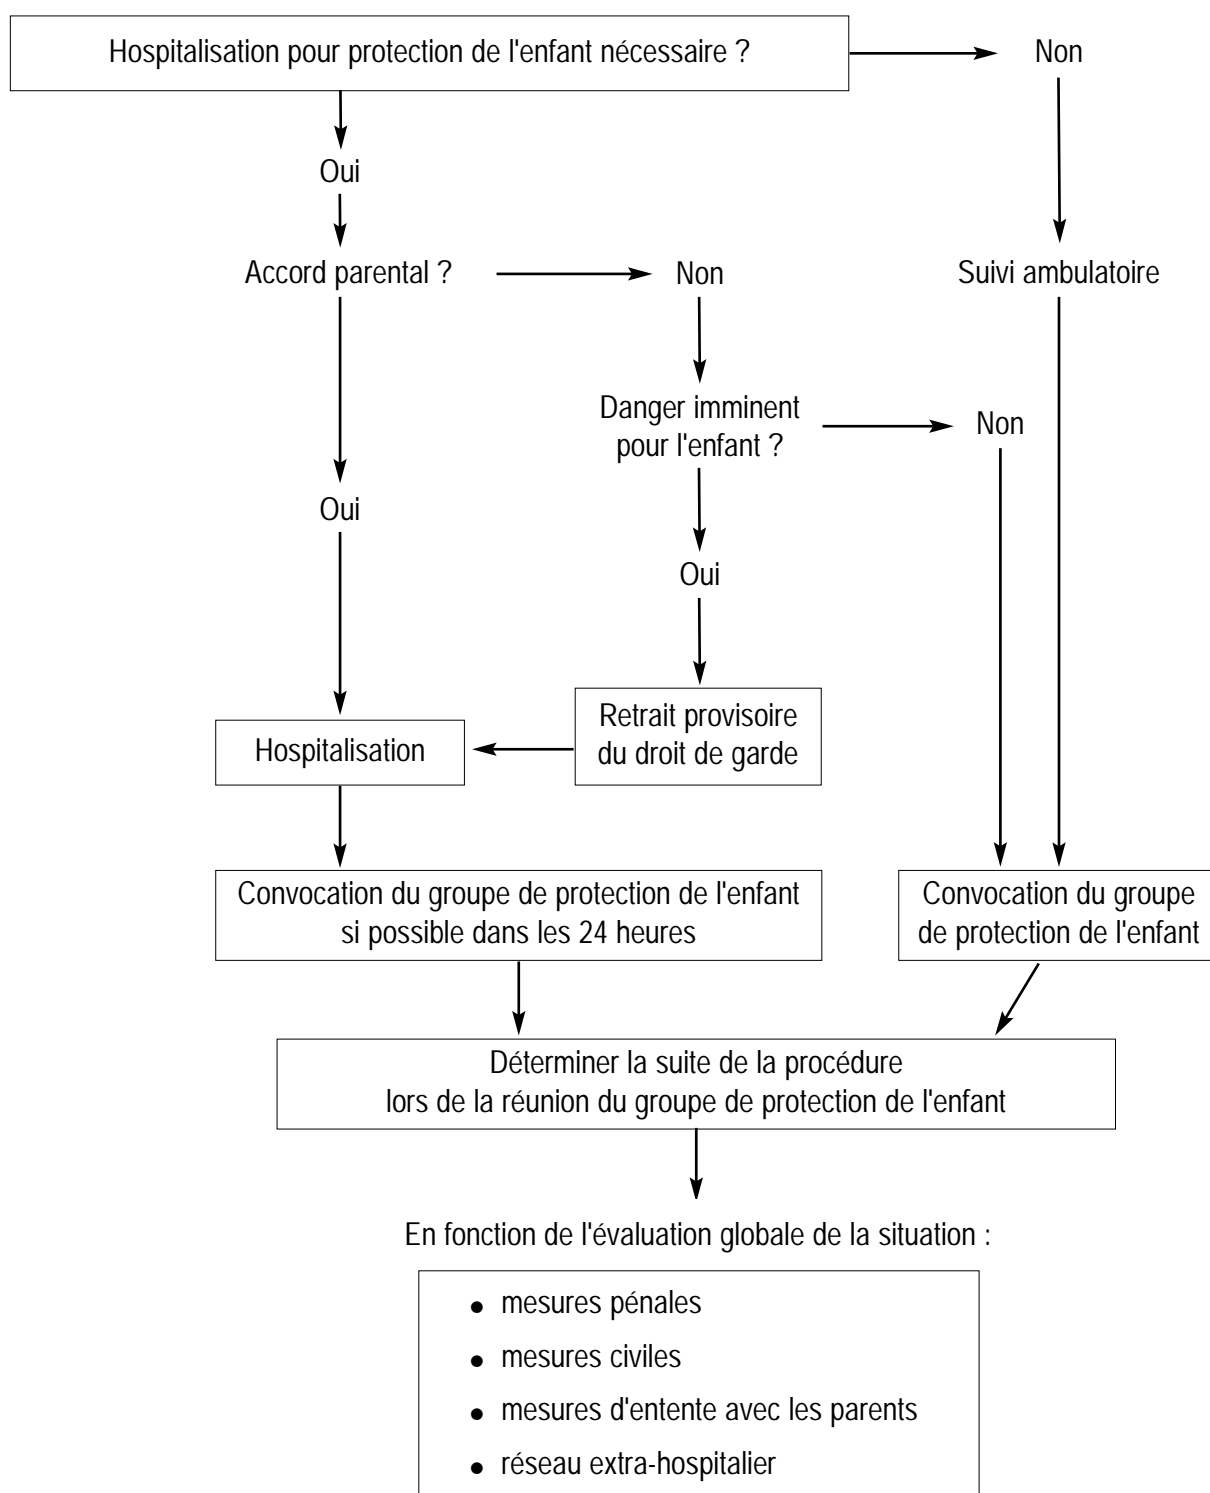 Hospitalisation pour protection de l'enfant nécessaire ?
Non
Oui
Accord parental ?
Non
Suivi ambulatoire
Danger imminent
pour l'enfant ?
Non
Oui
Oui
Retrait provisoire
du droit de garde
Hospitalisation
Convocation du groupe de protection de l'enfant
si possible dans les 24 heures
Convocation du groupe
de protection de l'enfant
Déterminer la suite de la procédure
lors de la réunion du groupe de protection de l'enfant
En fonction de l'évaluation globale de la situation :
● mesures pénales
● mesures civiles
● mesures d'entente avec les parents
● réseau extra-hospitalier